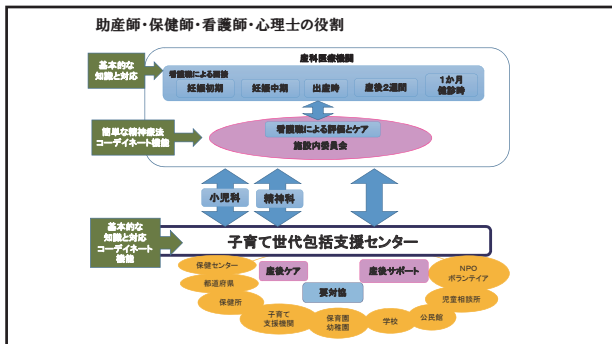 助産師・保健師・看護師・心理士の役割
産科医療機関
基本的な
知識と対応
看護職による面接
妊娠初期
妊娠中期
出産時
産後2週間
1か月
健診時
簡単な精神療法
コーデイネート機能
看護職による評価とケア
施設内委員会
小児科
精神科
基本的な
知識と対応
コーデイネート
機能
子育て世代包括支援センター
保健センター
産後ケア
産後サポート
NPO
ボランテイア
都道府県
要対協
児童相談所
保健所
子育て
支援機関
保育園
幼稚園
学校
公民館